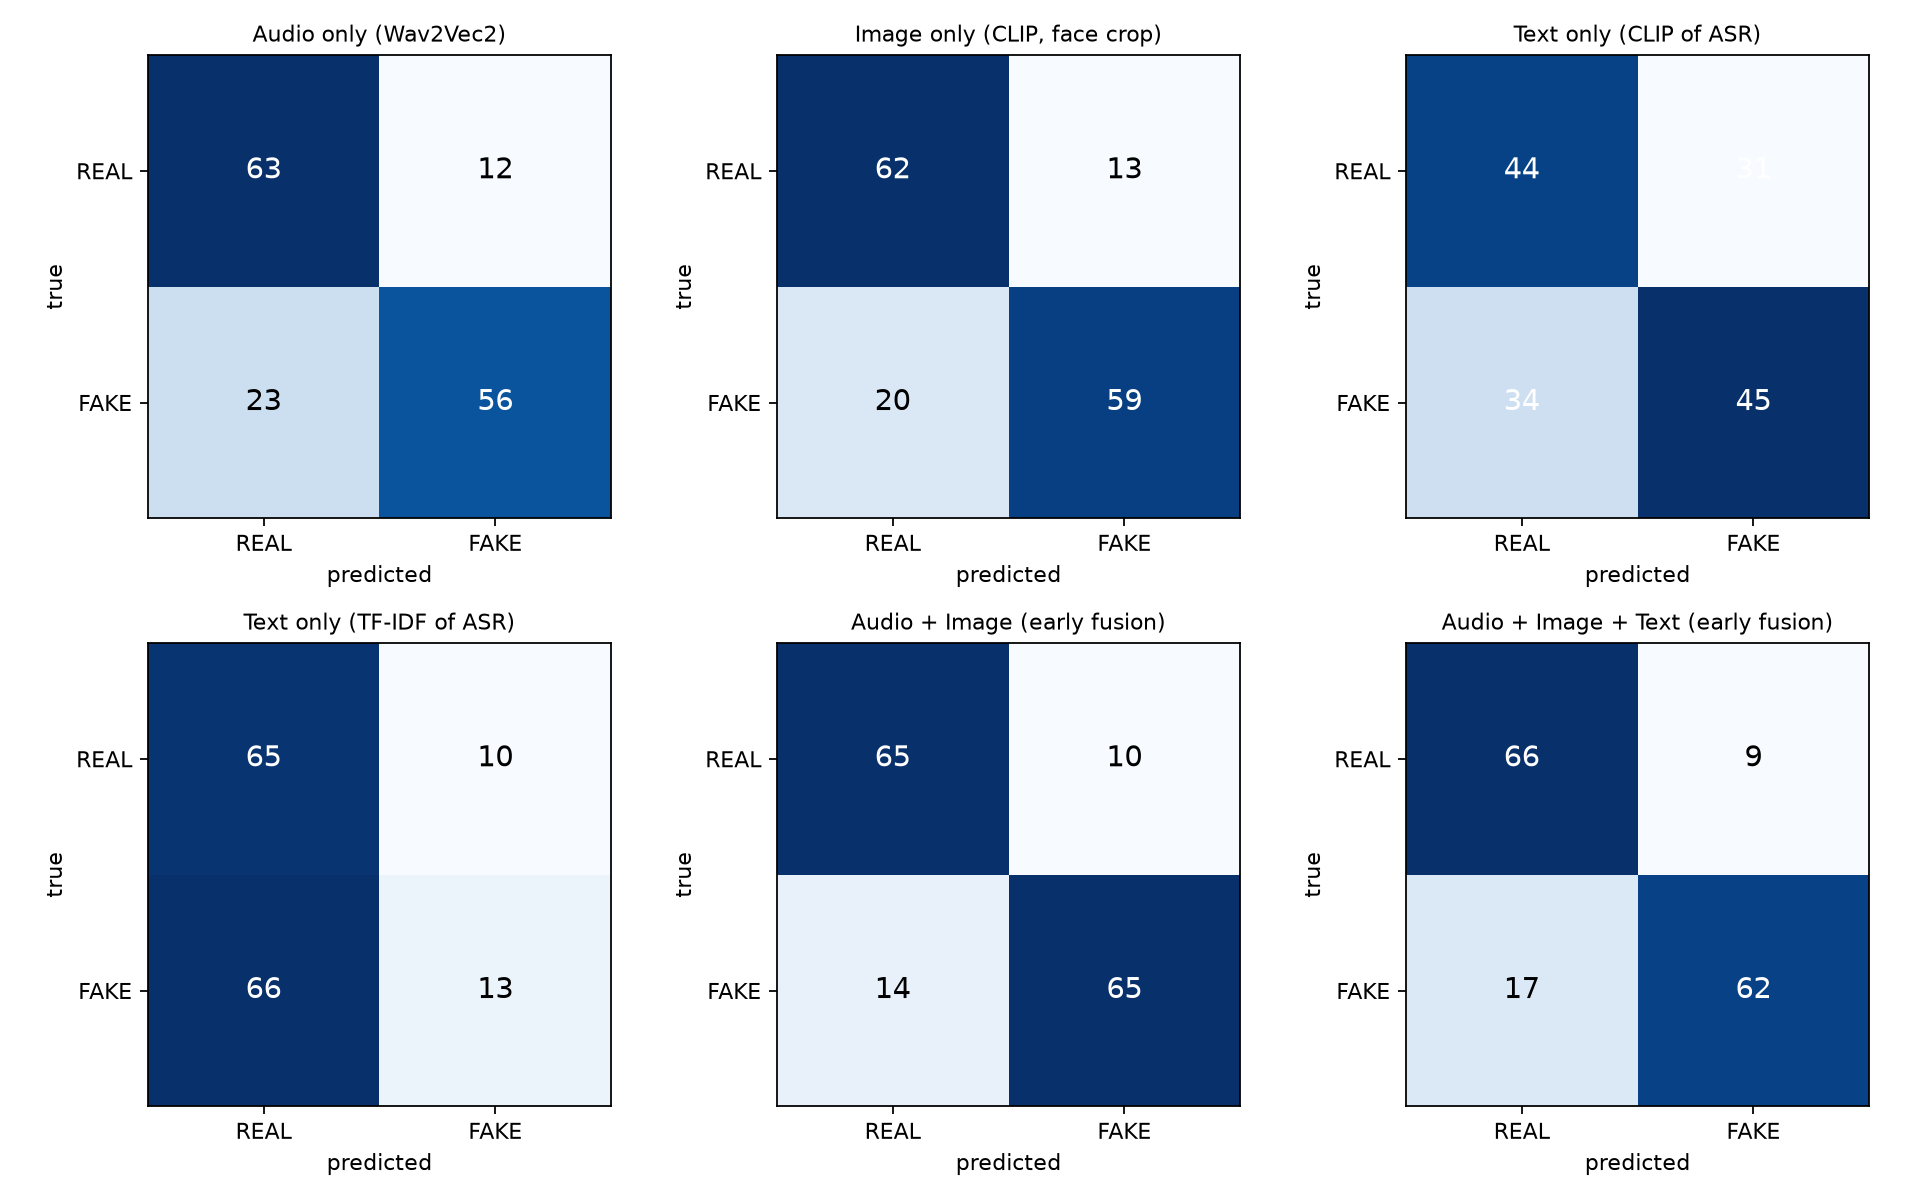 Audio only (Wav2Vec2)
REAL
63
12
true
FAKE
23
56
REAL
FAKE
predicted
Image only (CLIP, face crop)
REAL
62
13
true
FAKE
20
59
REAL
FAKE
predicted
Text only (CLIP of ASR)
REAL
44
31
true
FAKE
34
45
REAL
FAKE
predicted
Text only (TF-IDF of ASR)
REAL
65
10
true
FAKE
66
13
REAL
FAKE
predicted
Audio + Image (early fusion)
REAL
65
10
true
FAKE
14
65
REAL
FAKE
predicted
Audio + Image + Text (early fusion)
REAL
66
9
true
FAKE
17
62
REAL
FAKE
predicted